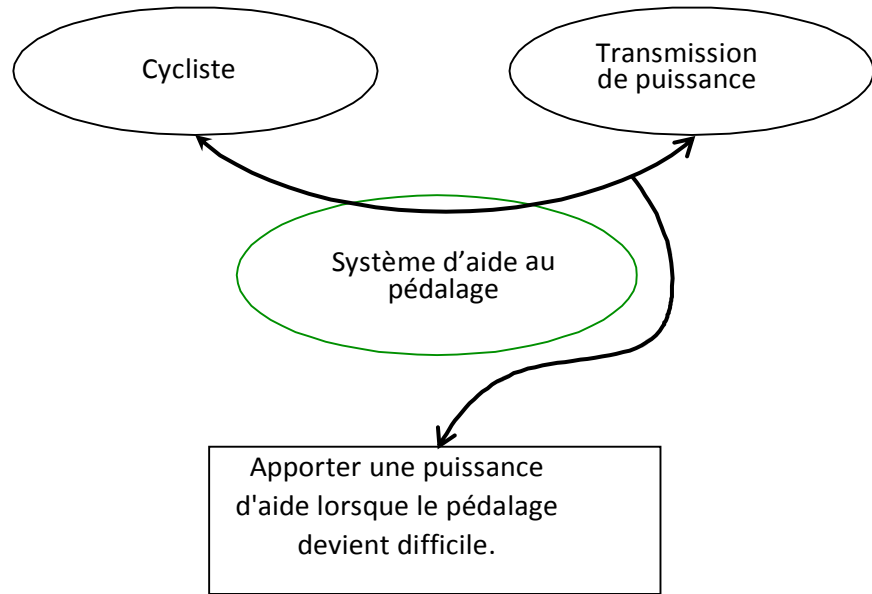 Cycliste
Transmission
de puissance
Système d’aide au
pédalage
Apporter une puissance
d'aide lorsque le pédalage
devient difficile.